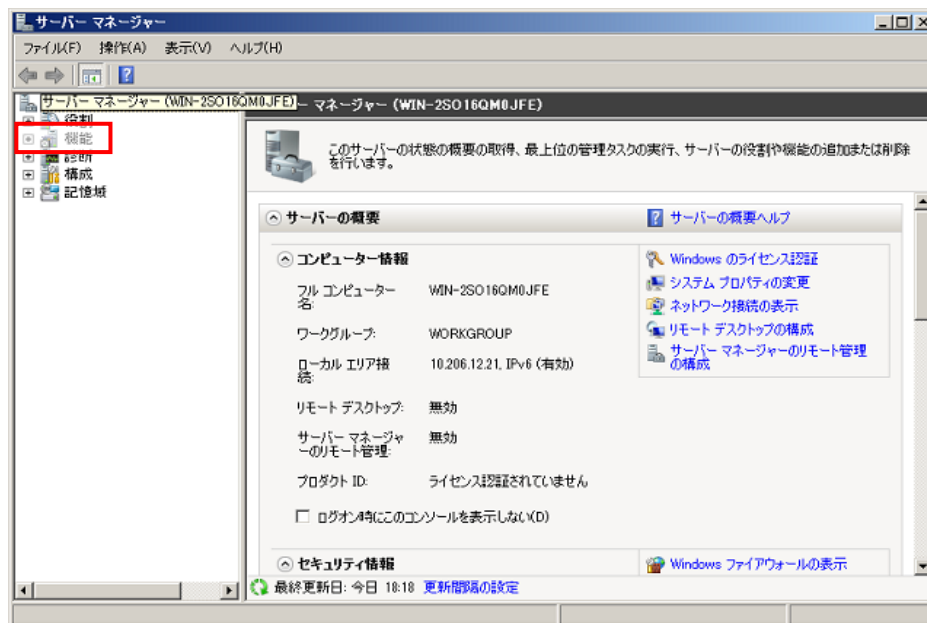 サーバー マネージャー
ファイル(F) 操作(A) 表示(V) ヘルプ(H)
サーバー マネージャー (WIN-2SO16QM0JFE)
ー マネージャー (WIN-2SO16QM0JFE)
役割
機能
診断
構成
記憶域
このサーバーの状態の概要の取得、最上位の管理タスクの実行、サーバーの役割や機能の追加または削除
を行います。
サーバーの概要
サーバーの概要ヘルプ
コンピューター情報
フル コンピューター
名:
WIN-2SO16QM0JFE
ワークグループ:
WORKGROUP
ローカル エリア接
続:
10.206.12.21, IPv6 (有効)
リモート デスクトップ:
無効
サーバー マネージャ
ーのリモート管理:
無効
プロダクト ID:
ライセンス認証されていません
ログオン時にこのコンソールを表示しない(D)
Windows のライセンス認証
システム プロパティの変更
ネットワーク接続の表示
リモート デスクトップの構成
サーバー マネージャーのリモート管理
の構成
セキュリティ情報
Windows ファイアウォールの表示
最終更新日: 今日 18:18 更新間隔の設定